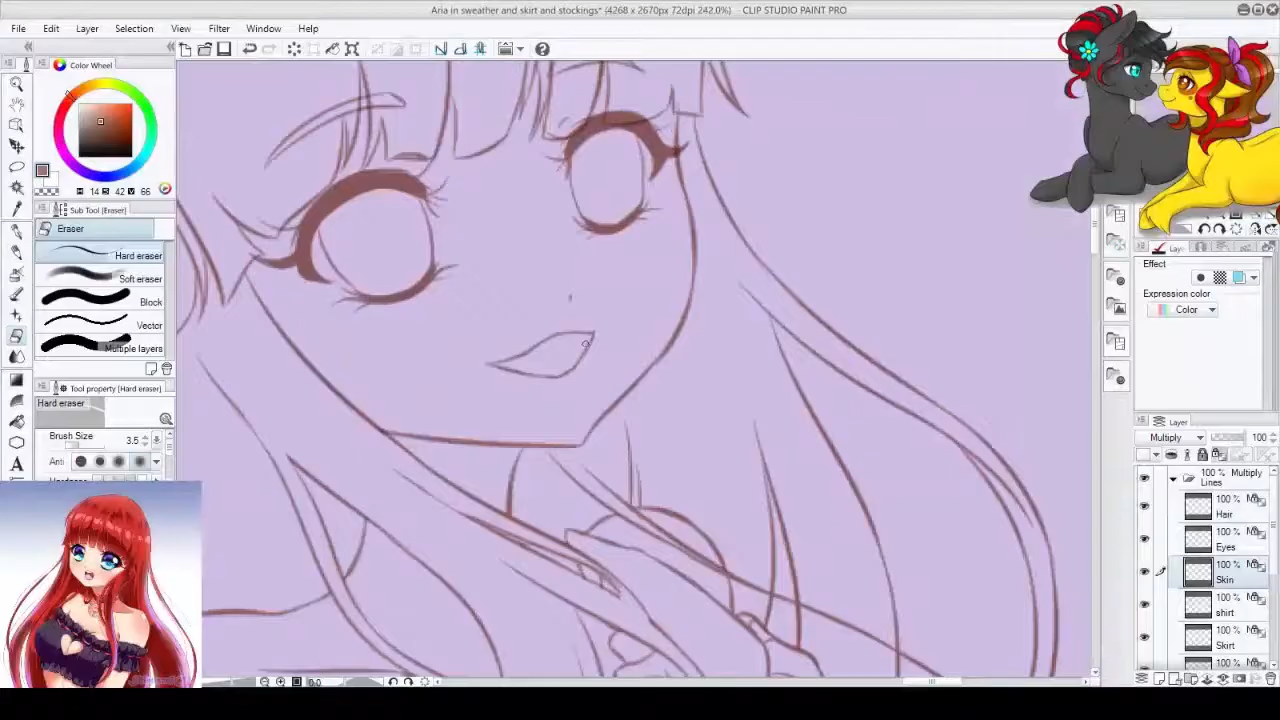 Aria in sweather and skirt and stockings* (4268 x 2670px 72dpi 242.0%) - CLIP STUDIO PAINT PRO
File Edit Layer Selection View Filter Window Help
Color Wheel
H 14 S 42 V 66
Sub Tool [Eraser]
Eraser
Hard eraser
Soft eraser
Block
Vector
Multiple layers
Tool property [Hard eraser]
Hard eraser
Brush Size 3.5
Anti
0.0
Effect
Expression color
Color
Layer
Multiply 100
100 % Multiply
Lines
100 %
Hair
100 %
Eyes
100 %
Skin
100 %
shirt
100 %
Skirt
100 %